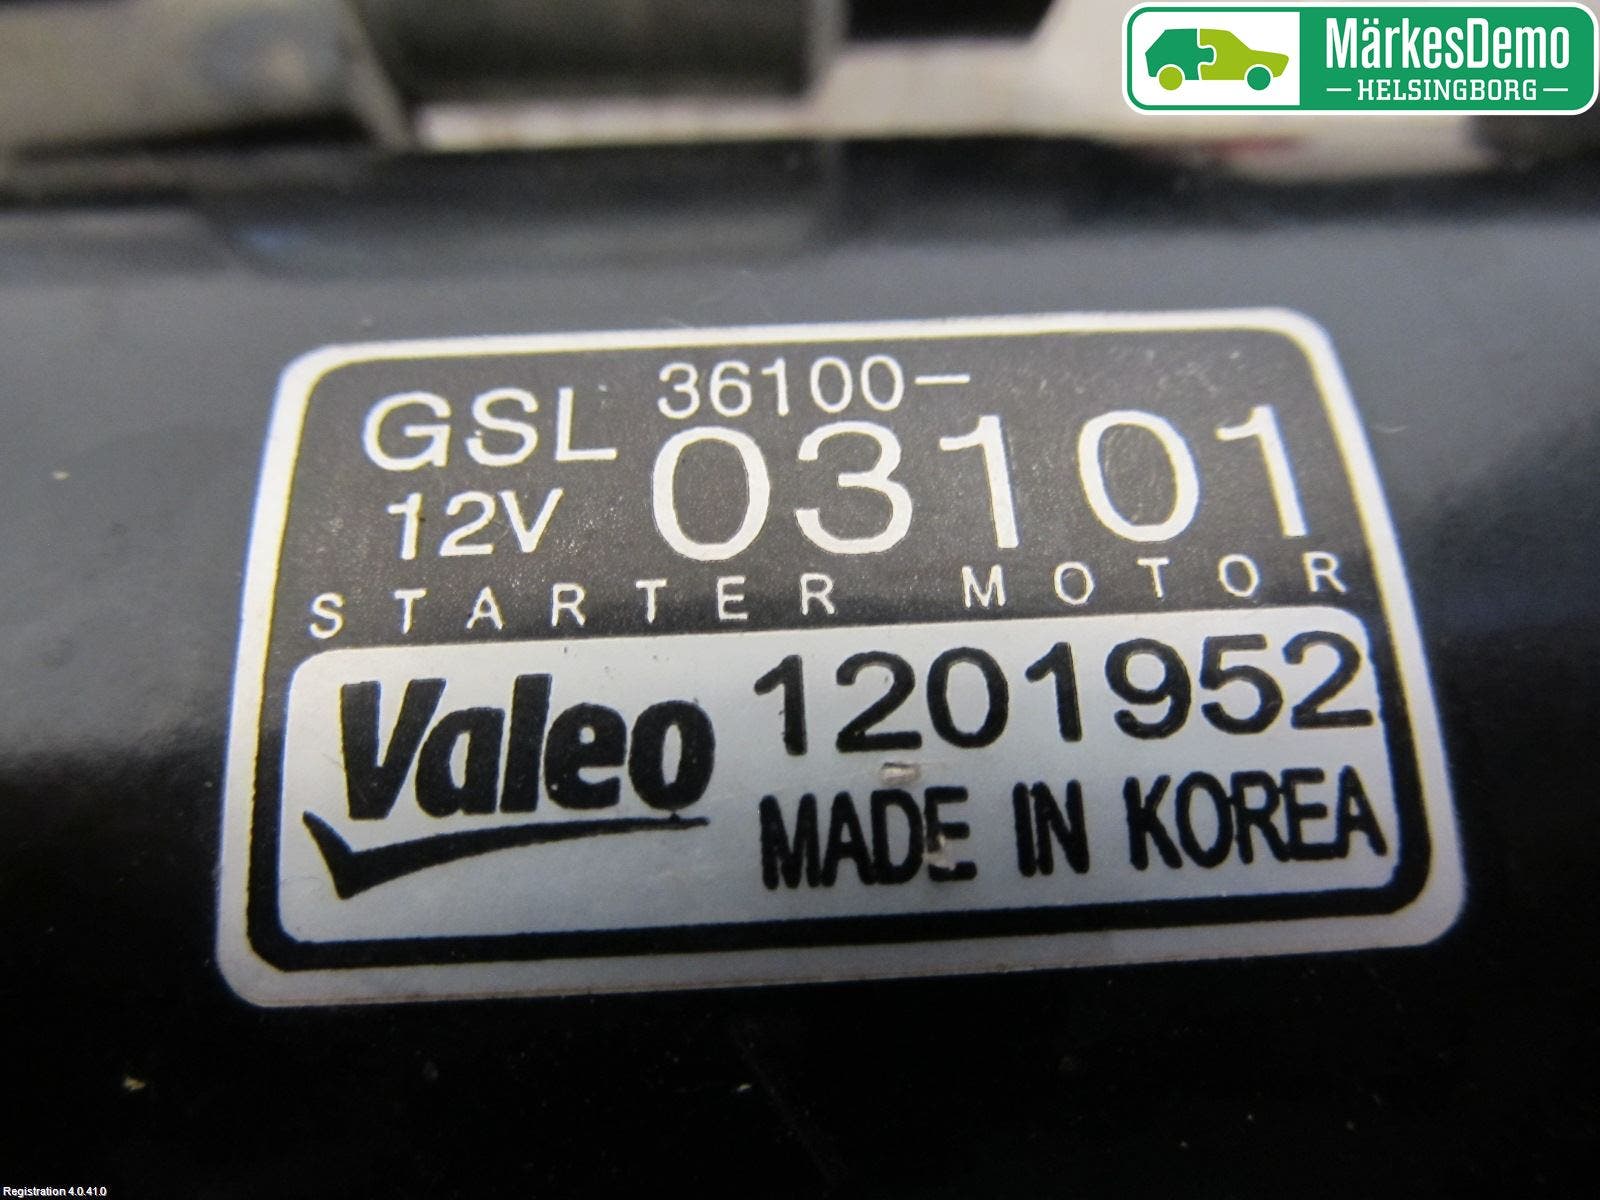 MärkesDemo
HELSINGBORG
GSL 36100-
12V 03101
STARTER MOTOR
Valeo 1201952
MADE IN KOREA
Registration 4.0.41.0